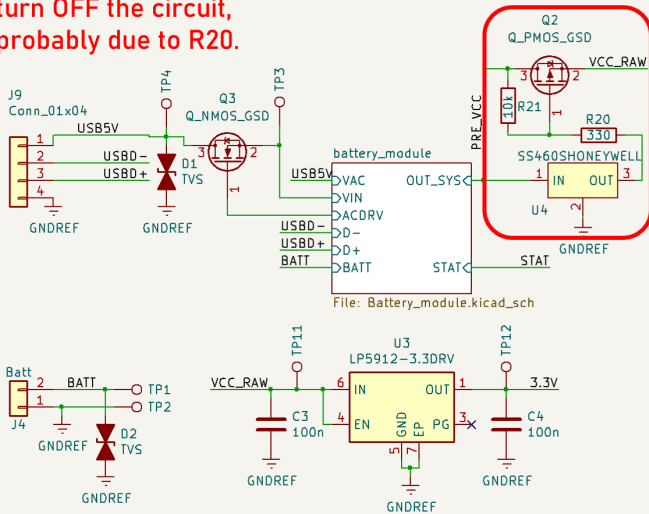 turn OFF the circuit,
probably due to R20.
Q2
Q_PMOS_GSD
3
2
VCC_RAW
1
10k
R21
R20
330
PRE_VCC
SS460SHONEYWELL
1
IN
OUT
3
U4
2
GNDREF
J9
Conn_01x04
1
2
3
4
USB5V
USBD-
USBD+
GNDREF
TP4
D1
TVS
GNDREF
Q3
Q_NMOS_GSD
3
2
1
TP3
battery_module
USB5V
VAC
OUT_SYS
VIN
ACDRV
USBD-
D-
USBD+
D+
BATT
BATT
STAT
STAT
File: Battery_module.kicad_sch
Batt
2
1
J4
BATT
TP1
TP2
GNDREF
D2
TVS
GNDREF
VCC_RAW
TP11
C3
100n
GNDREF
U3
LP5912-3.3DRV
6
IN
OUT
1
4
EN
PG
3
GND
EP
5
7
GNDREF
TP12
3.3V
C4
100n
GNDREF